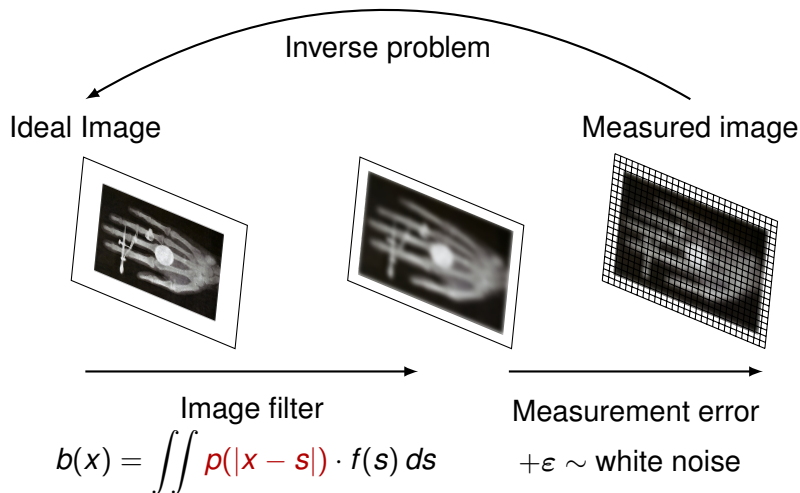 Inverse problem
Ideal Image
Measured image
Image filter
Measurement error
b(x) = ∬ p(|x − s|) · f(s) ds
+ε ∼ white noise